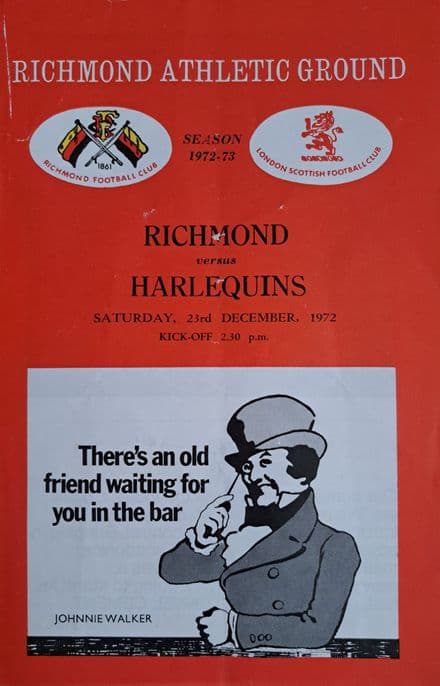 RICHMOND ATHLETIC GROUND
1861
RICHMOND FOOTBALL CLUB
SEASON
1972-73
LONDON SCOTTISH FOOTBALL CLUB
RICHMOND
versus
HARLEQUINS
SATURDAY, 23rd DECEMBER, 1972
KICK-OFF 2.30 p.m.
There's an old
friend waiting for
you in the bar
JOHNNIE WALKER